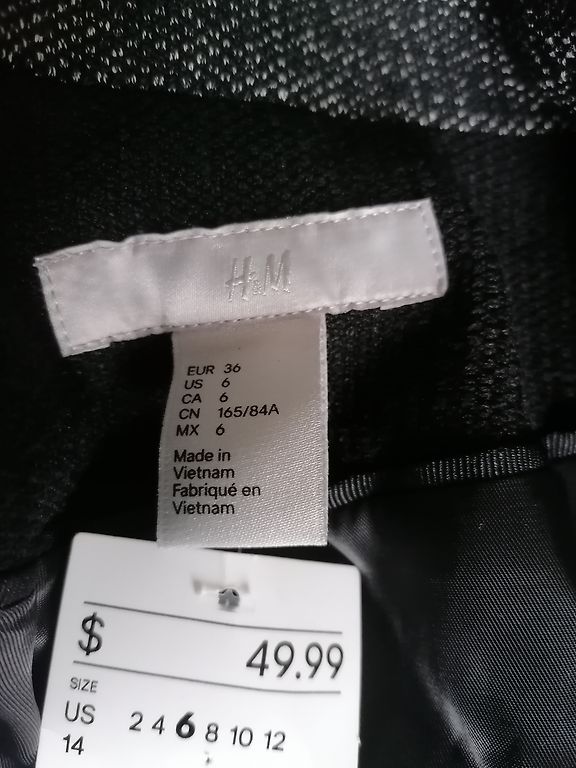 H&M
EUR 36
US 6
CA 6
CN 165/84A
MX 6
Made in
Vietnam
Fabriqué en
Vietnam
$ 49.99
SIZE
US 2 4 6 8 10 12
14